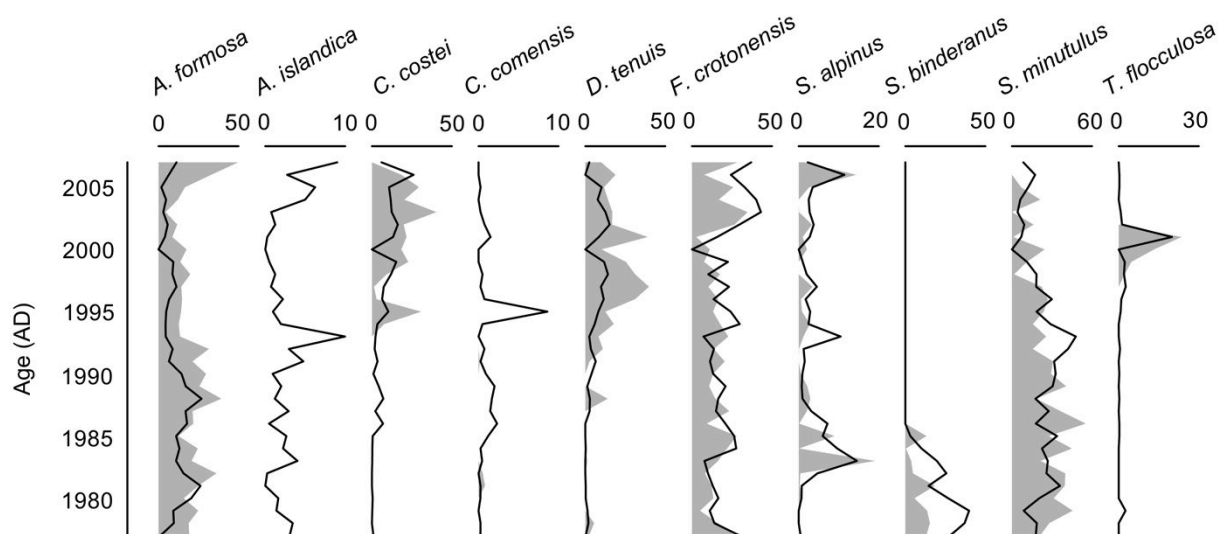 A. formosa A. islandica C. costei C. comensis D. tenuis F. crotonensis S. alpinus S. binderanus S. minutulus T. flocculosa
0 50 0 10 0 50 0 10 0 50 0 50 0 20 0 50 0 60 0 30
2005
2000
1995
1990
1985
1980
Age (AD)